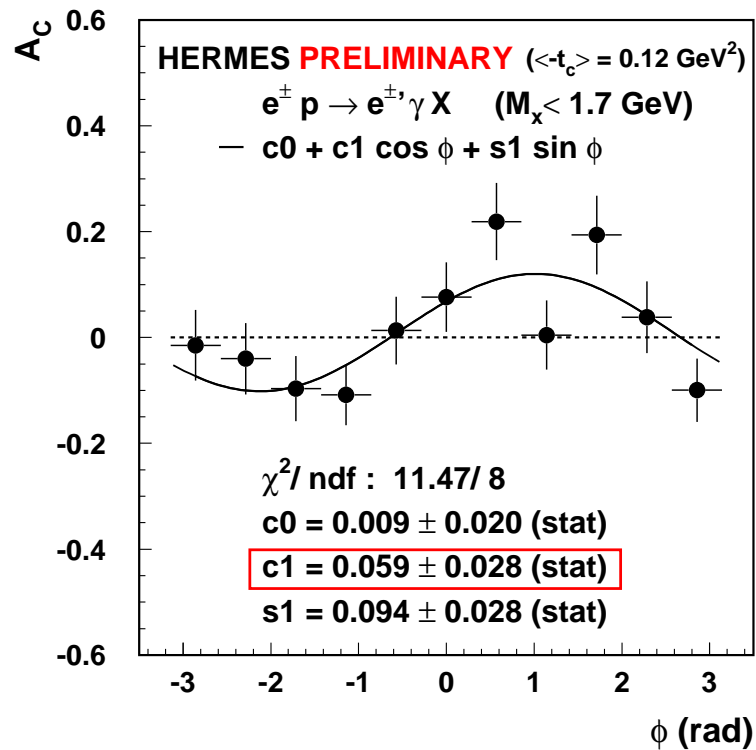 A_C
0.6
0.4
0.2
0
-0.2
-0.4
-0.6
HERMES PRELIMINARY (<-t_c> = 0.12 GeV²)
e^± p → e^±’ γ X (M_x< 1.7 GeV)
— c0 + c1 cos φ + s1 sin φ
χ²/ ndf : 11.47/ 8
c0 = 0.009 ± 0.020 (stat)
c1 = 0.059 ± 0.028 (stat)
s1 = 0.094 ± 0.028 (stat)
-3 -2 -1 0 1 2 3
φ (rad)